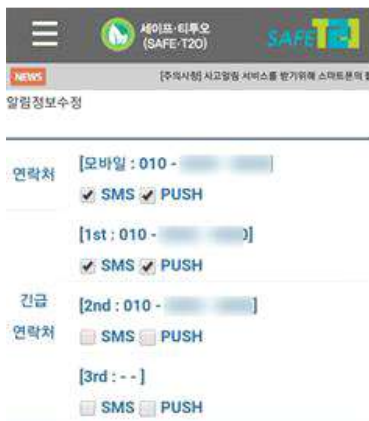 세이프·티투오
(SAFE·T2O)
SAFE T2O
NEWS [주의사항] 사고알림 서비스를 받기위해 스마트폰의
알림정보수정
연락처
[모바일 : 010 -
SMS PUSH
[1st : 010 - 0]
SMS PUSH
긴급
연락처
[2nd : 010 - ]
SMS PUSH
[3rd : - - ]
SMS PUSH